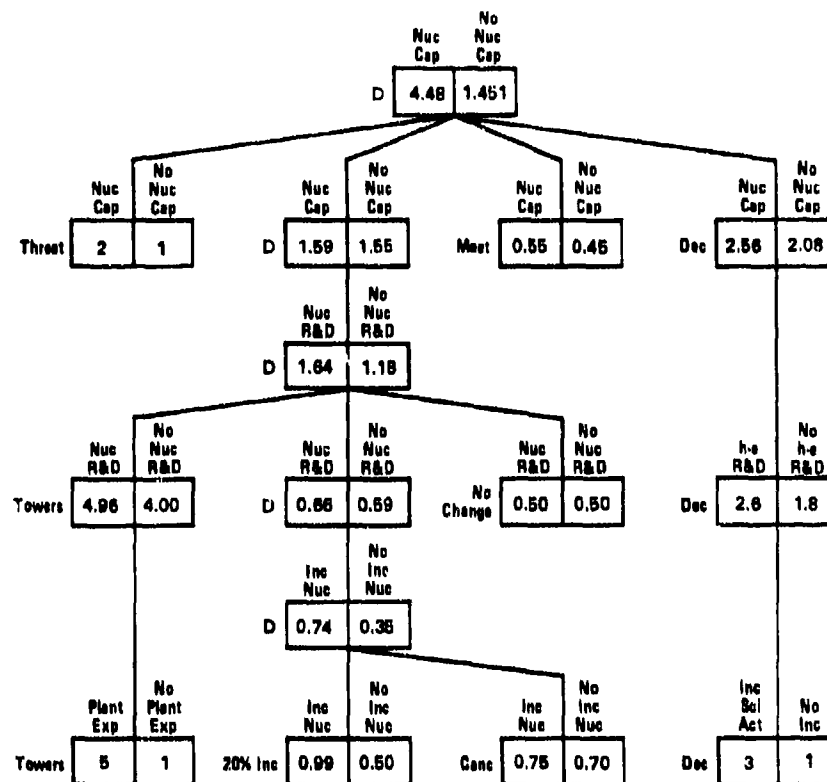 Nuc Cap
No Nuc Cap
D 4.48 1.451
Nuc Cap
No Nuc Cap
Threat 2 1
Nuc Cap
No Nuc Cap
D 1.59 1.55
Nuc Cap
No Nuc Cap
Meet 0.55 0.45
Nuc Cap
No Nuc Cap
Dec 2.56 2.08
Nuc R&D
No Nuc R&D
D 1.64 1.18
Nuc R&D
No Nuc R&D
Towers 4.96 4.00
Nuc R&D
No Nuc R&D
D 0.66 0.59
Nuc R&D
No Nuc R&D
No Change 0.50 0.50
h-e R&D
No h-e R&D
Dec 2.6 1.8
Inc Nuc
No Inc Nuc
D 0.74 0.35
Plant Exp
No Plant Exp
Towers 5 1
Inc Nuc
No Inc Nuc
20% Inc 0.99 0.50
Inc Nuc
No Inc Nuc
Canc 0.75 0.70
Inc Sci Act
No Inc
Dec 3 1